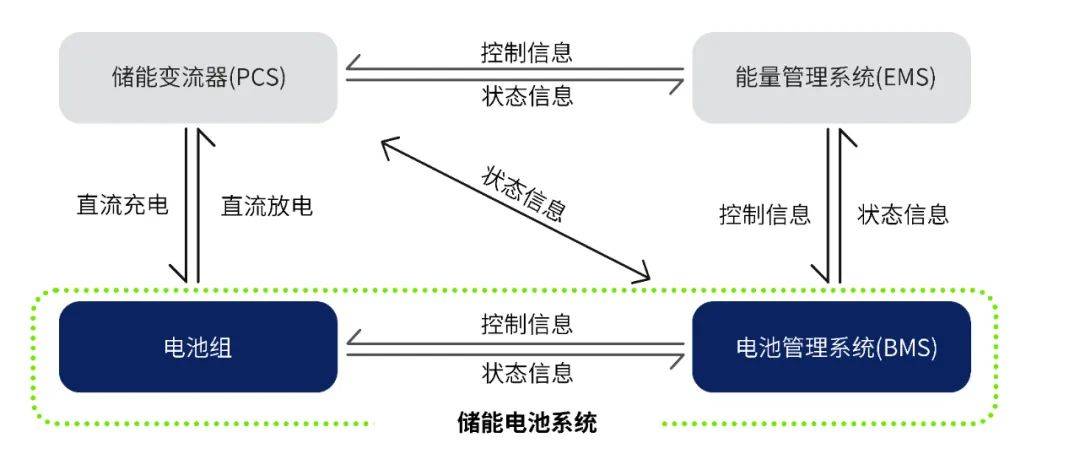 储能变流器(PCS)
控制信息
状态信息
能量管理系统(EMS)
直流充电
直流放电
状态信息
控制信息
状态信息
电池组
控制信息
状态信息
电池管理系统(BMS)
储能电池系统